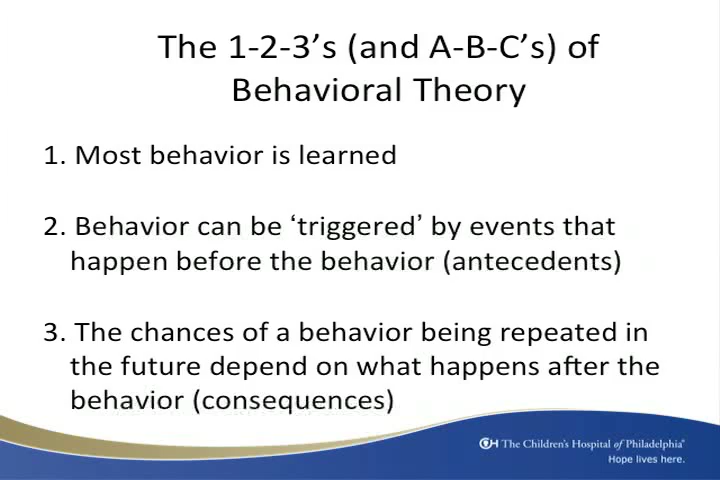 The 1-2-3’s (and A-B-C’s) of
Behavioral Theory
1. Most behavior is learned
2. Behavior can be ‘triggered’ by events that
happen before the behavior (antecedents)
3. The chances of a behavior being repeated in
the future depend on what happens after the
behavior (consequences)
The Children's Hospital of Philadelphia®
Hope lives here.